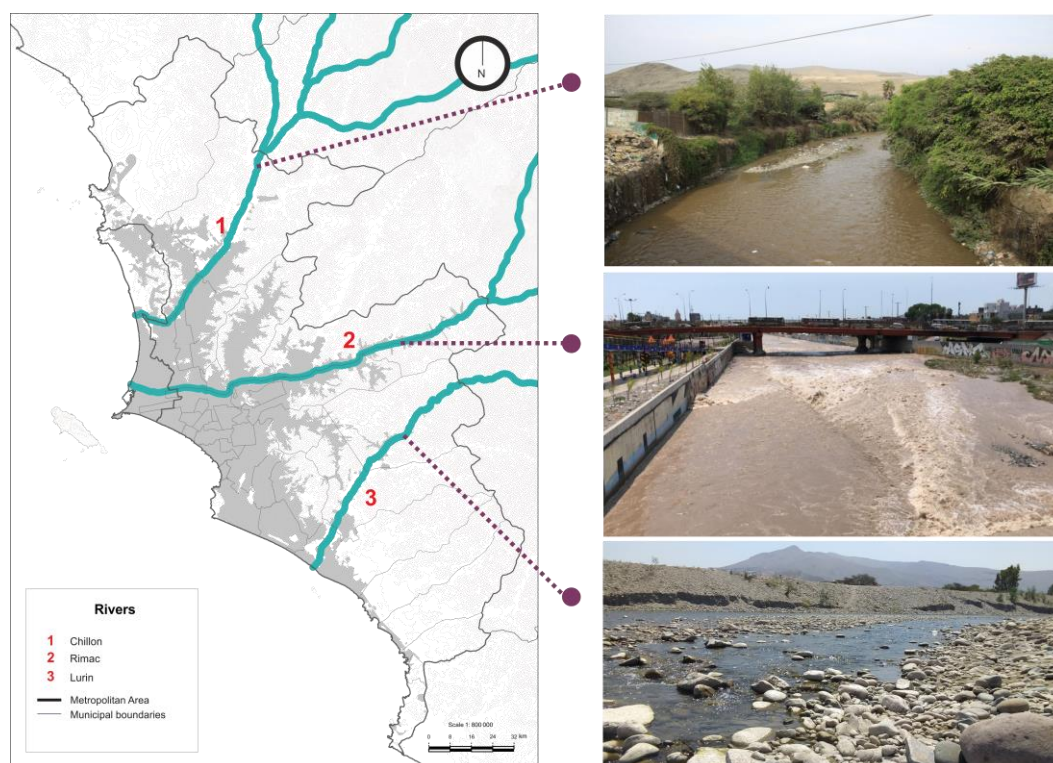 N
1
2
3
Rivers
1 Chillon
2 Rimac
3 Lurin
Metropolitan Area
Municipal boundaries
Scale 1: 800 000
0 8 16 24 32 km